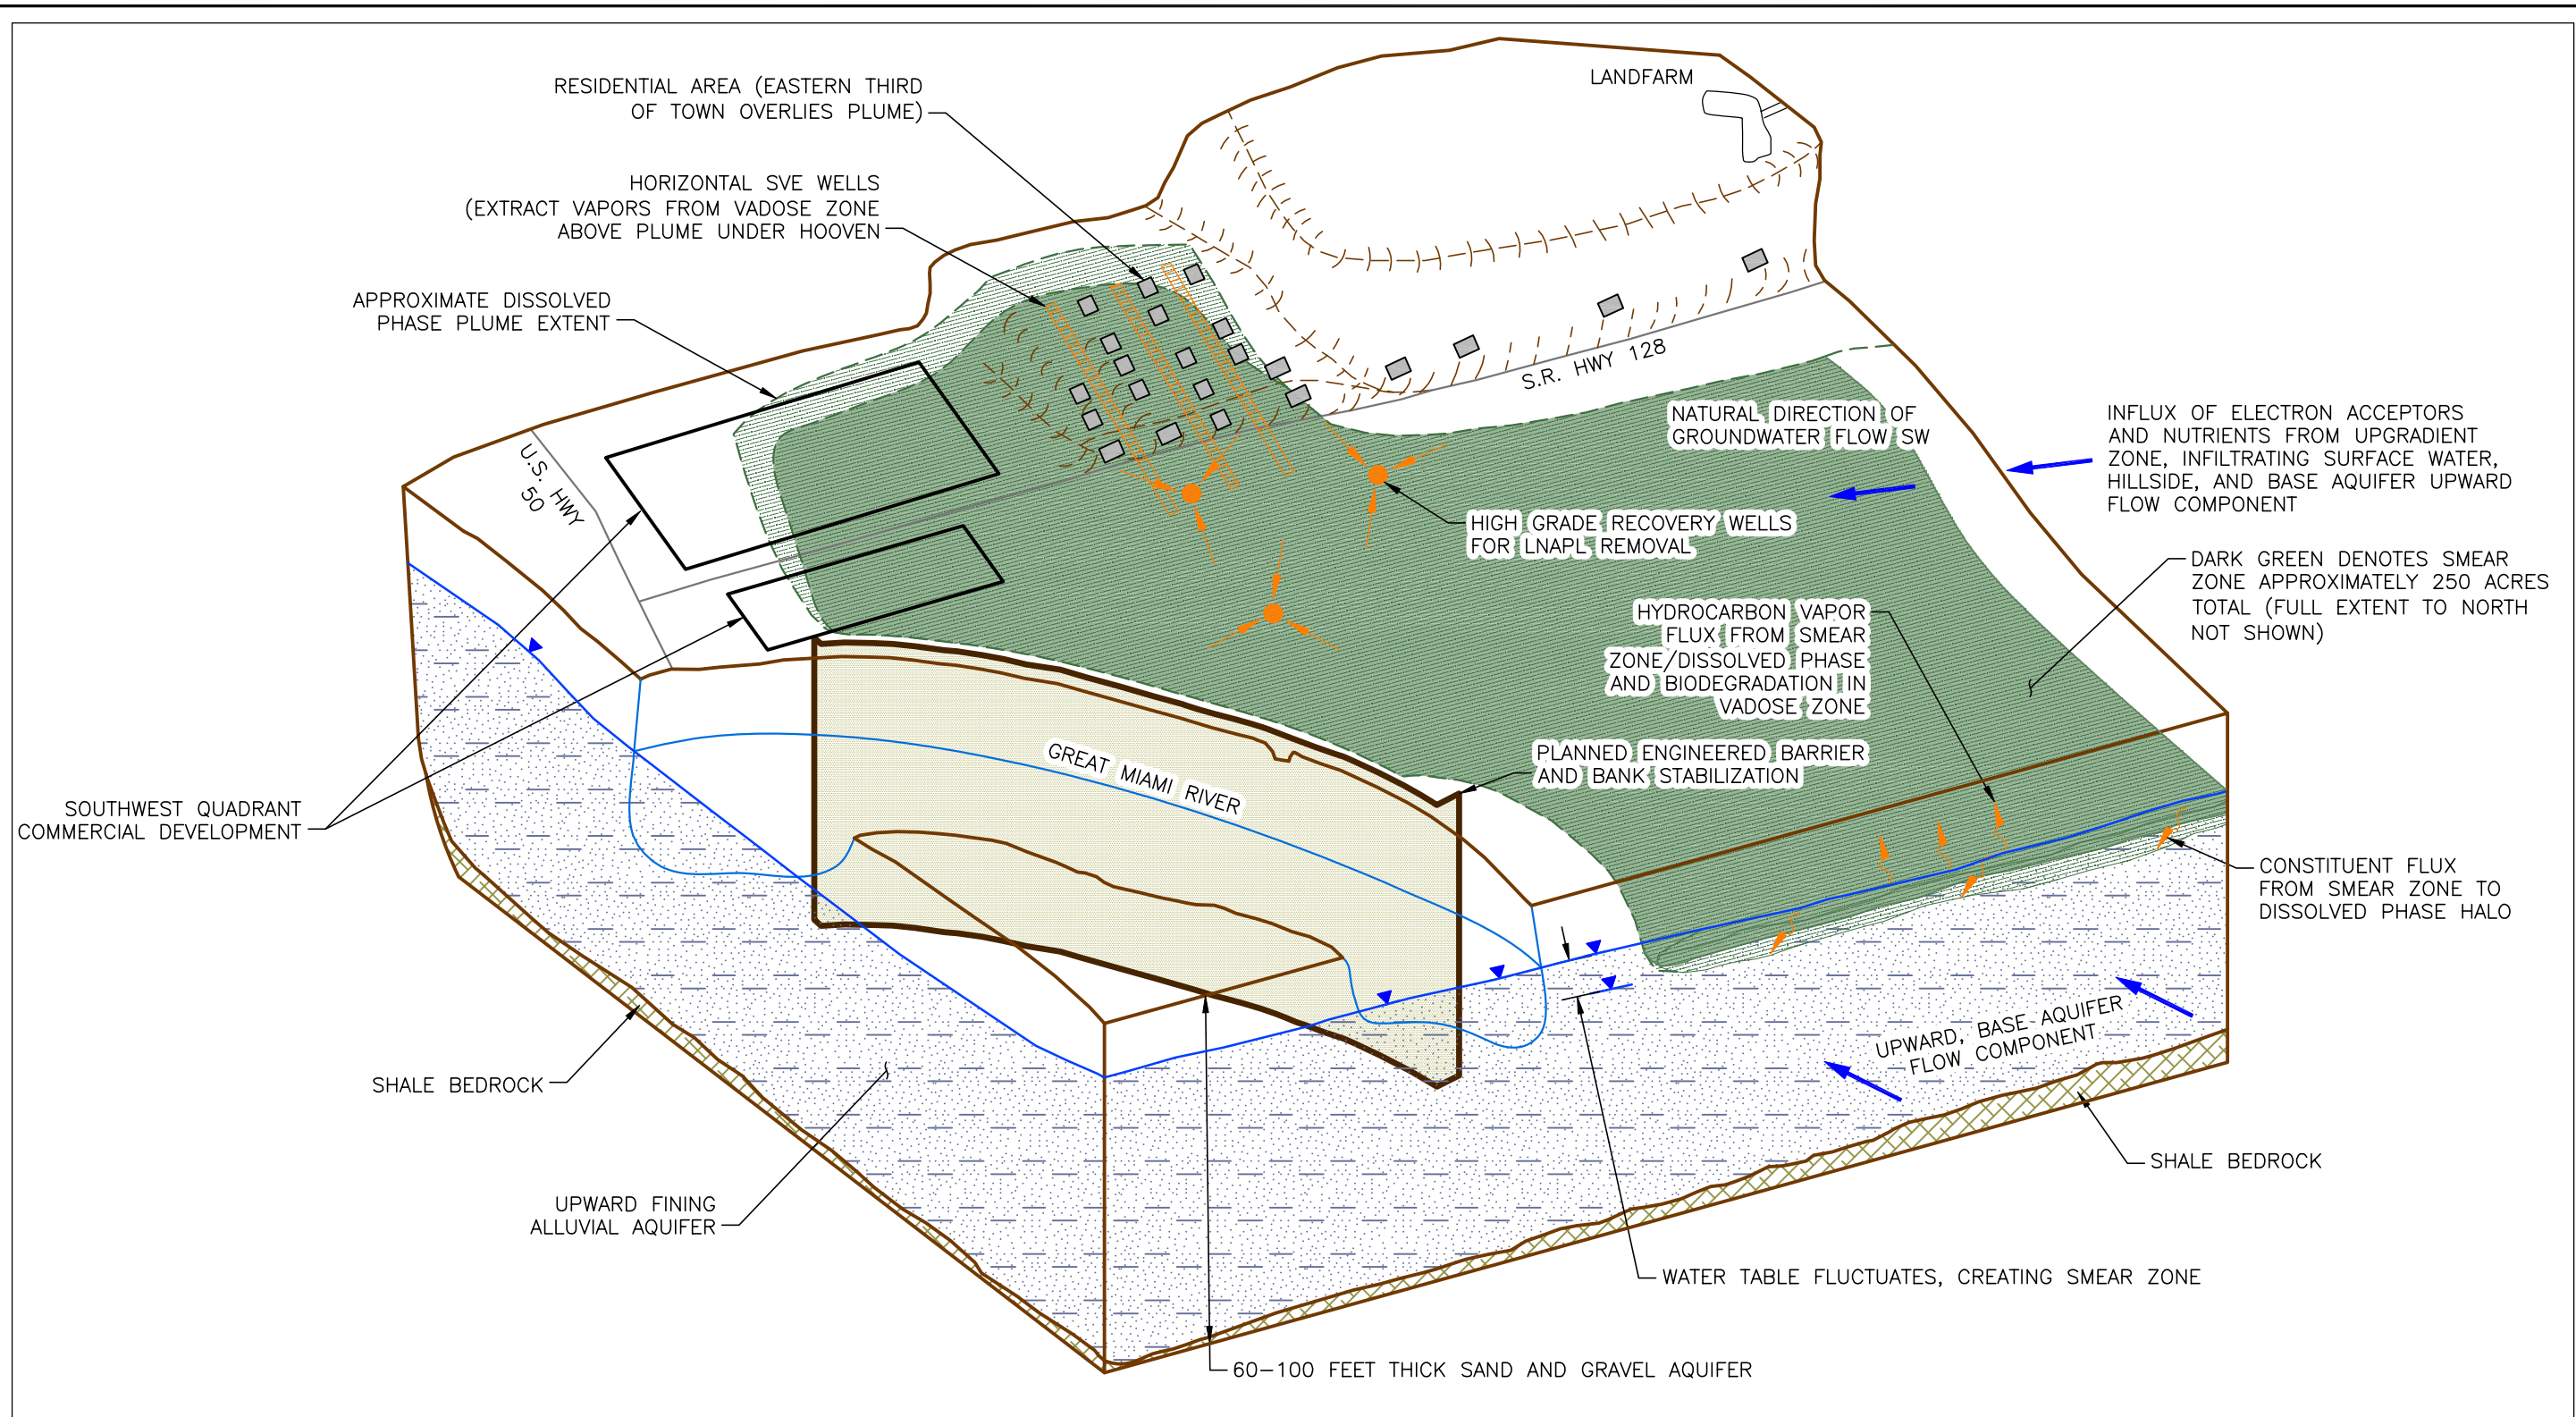 LANDFARM
RESIDENTIAL AREA (EASTERN THIRD
OF TOWN OVERLIES PLUME)
HORIZONTAL SVE WELLS
(EXTRACT VAPORS FROM VADOSE ZONE
ABOVE PLUME UNDER HOOVEN
APPROXIMATE DISSOLVED
PHASE PLUME EXTENT
S.R. HWY 128
NATURAL DIRECTION OF
GROUNDWATER FLOW SW
INFLUX OF ELECTRON ACCEPTORS
AND NUTRIENTS FROM UPGRADIENT
ZONE, INFILTRATING SURFACE WATER,
HILLSIDE, AND BASE AQUIFER UPWARD
FLOW COMPONENT
U.S. HWY
50
HIGH GRADE RECOVERY WELLS
FOR LNAPL REMOVAL
DARK GREEN DENOTES SMEAR
ZONE APPROXIMATELY 250 ACRES
TOTAL (FULL EXTENT TO NORTH
NOT SHOWN)
HYDROCARBON VAPOR
FLUX FROM SMEAR
ZONE/DISSOLVED PHASE
AND BIODEGRADATION IN
VADOSE ZONE
GREAT MIAMI RIVER
PLANNED ENGINEERED BARRIER
AND BANK STABILIZATION
SOUTHWEST QUADRANT
COMMERCIAL DEVELOPMENT
CONSTITUENT FLUX
FROM SMEAR ZONE TO
DISSOLVED PHASE HALO
UPWARD, BASE AQUIFER
FLOW COMPONENT
SHALE BEDROCK
SHALE BEDROCK
UPWARD FINING
ALLUVIAL AQUIFER
WATER TABLE FLUCTUATES, CREATING SMEAR ZONE
60-100 FEET THICK SAND AND GRAVEL AQUIFER